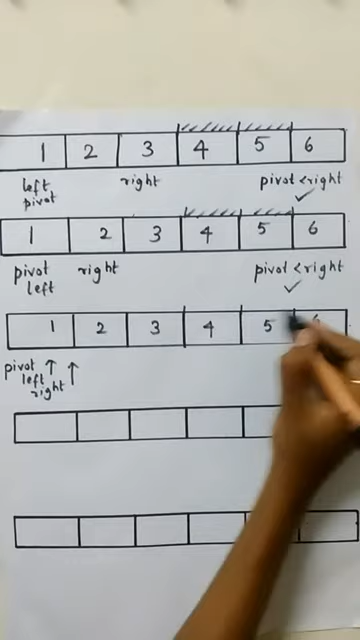 1 2 3 4 5 6
left right pivot < right
pivot ✓
1 2 3 4 5 6
pivot right pivot < right
left ✓
1 2 3 4 5
pivot ↑ ↑
left
right